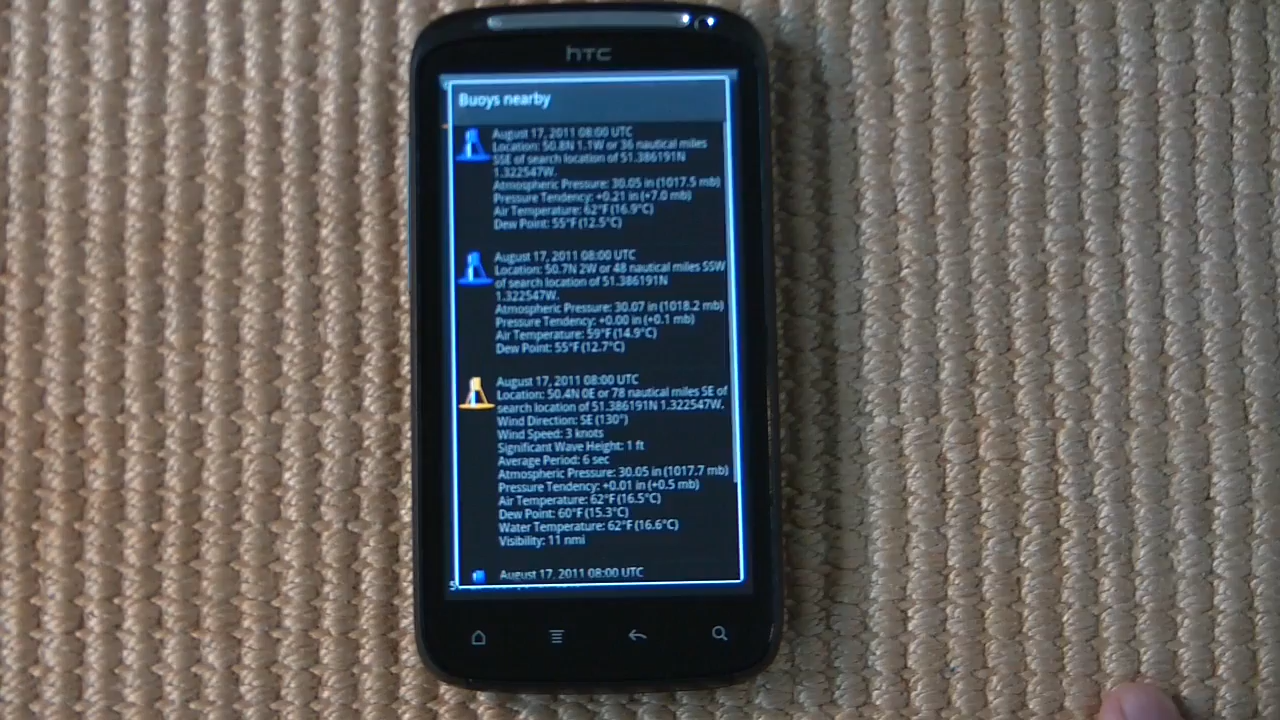 hTC
Buoys nearby
August 17, 2011 08:00 UTC
Location: 50.8N 1.1W or 36 nautical miles
SSE of search location of 51.386191N
1.322547W.
Atmospheric Pressure: 30.05 in (1017.5 mb)
Pressure Tendency: +0.21 in (+7.0 mb)
Air Temperature: 62°F (16.9°C)
Dew Point: 55°F (12.5°C)
August 17, 2011 08:00 UTC
Location: 50.7N 2W or 48 nautical miles SSW
of search location of 51.386191N
1.322547W.
Atmospheric Pressure: 30.07 in (1018.2 mb)
Pressure Tendency: +0.00 in (+0.1 mb)
Air Temperature: 59°F (14.9°C)
Dew Point: 55°F (12.7°C)
August 17, 2011 08:00 UTC
Location: 50.4N 0E or 78 nautical miles SE of
search location of 51.386191N 1.322547W.
Wind Direction: SE (130°)
Wind Speed: 3 knots
Significant Wave Height: 1 ft
Average Period: 6 sec
Atmospheric Pressure: 30.05 in (1017.7 mb)
Pressure Tendency: +0.01 in (+0.5 mb)
Air Temperature: 62°F (16.5°C)
Dew Point: 60°F (15.3°C)
Water Temperature: 62°F (16.6°C)
Visibility: 11 nmi
August 17, 2011 08:00 UTC